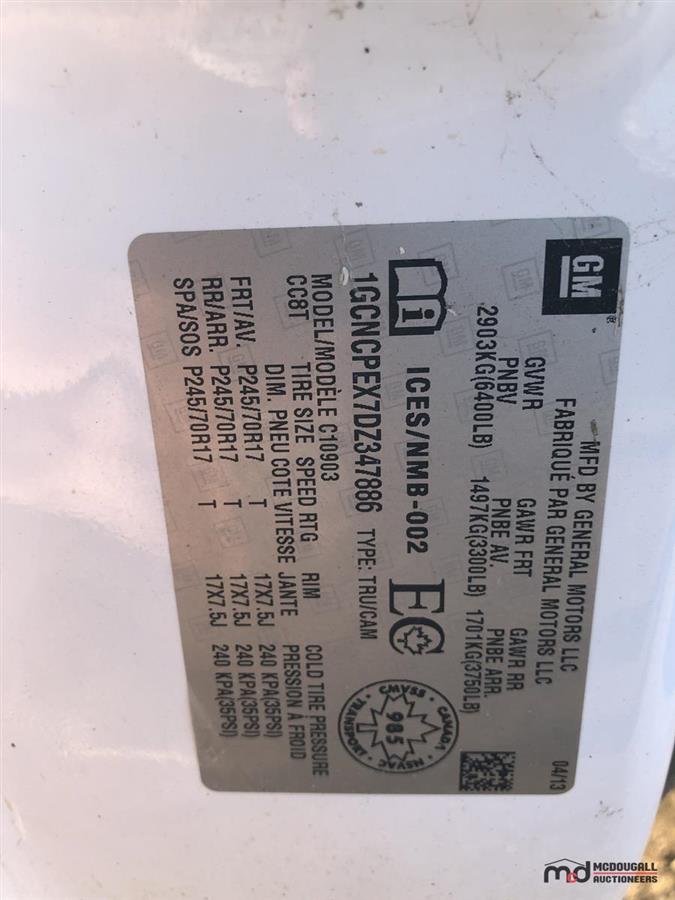 GM
®
MFD BY GENERAL MOTORS LLC
FABRIQUÉ PAR GENERAL MOTORS LLC
04/13
GVWR GAWR FRT GAWR RR
PNBV PNBE AV. PNBE ARR.
2903KG(6400LB) 1497KG(3300LB) 1701KG(3750LB)
i ICES/NMB-002 EC
CANADA
CMVSS
985
NSVAC
TRANSPORT
1GCNCPEX7DZ347886 TYPE: TRU/CAM
MODEL/MODÈLE C10903
CC8T TIRE SIZE SPEED RTG RIM COLD TIRE PRESSURE
DIM. PNEU COTE VITESSE JANTE PRESSION À FROID
FRT/AV. P245/70R17 T 17X7.5J 240 KPA(35PSI)
RR/ARR. P245/70R17 T 17X7.5J 240 KPA(35PSI)
SPA/SOS P245/70R17 T 17X7.5J 240 KPA(35PSI)
md MCDOUGALL
AUCTIONEERS